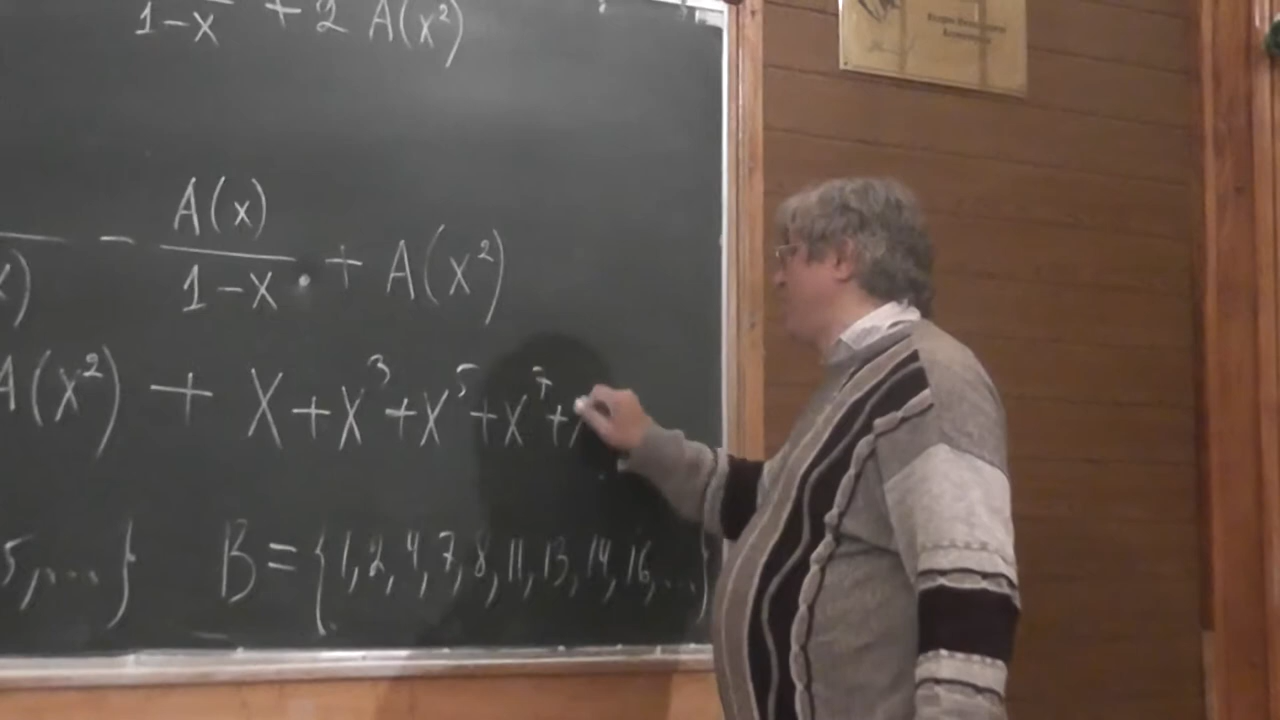 1-x + 2 A(x²)
- A(x)/(1-x) + A(x²)
A(x²) + x + x³ + x⁵ + x⁷ +
5, ... } B = {1, 2, 4, 7, 8, 11, 13, 14, 16, ...}